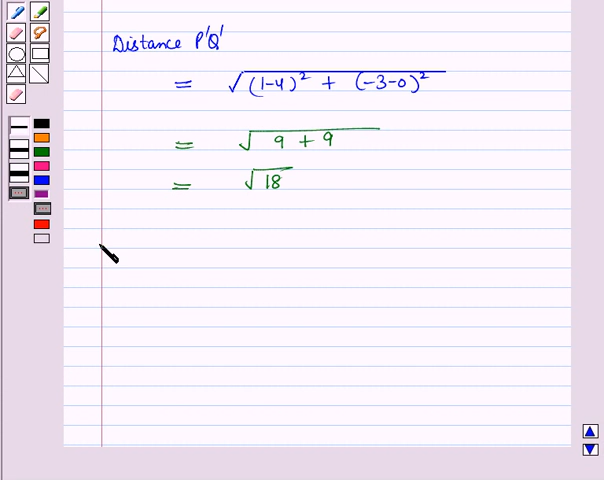 Distance P'Q'
= √(1-4)² + (-3-0)²
= √9 + 9
= √18